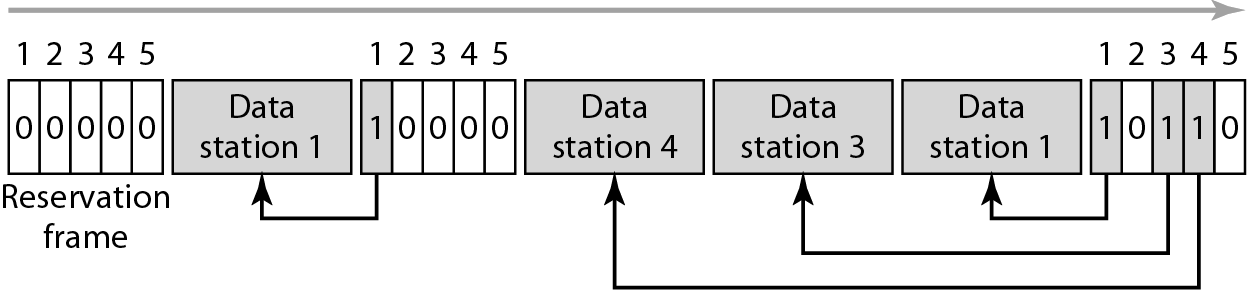 1 2 3 4 5 1 2 3 4 5 1 2 3 4 5
0 0 0 0 0
Data
station 1
1 0 0 0 0
Data
station 4
Data
station 3
Data
station 1
1 0 1 1 0
Reservation
frame